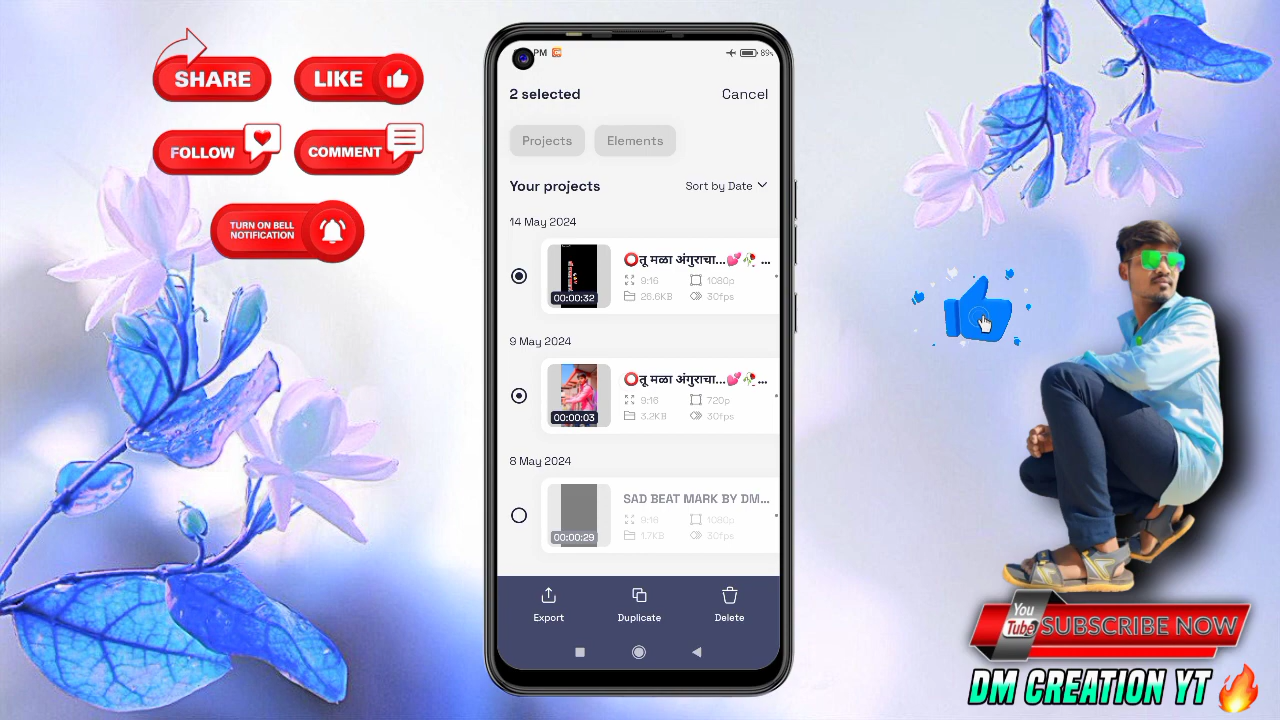 SHARE
LIKE
FOLLOW
COMMENT
TURN ON BELL
NOTIFICATION
PM
89%
2 selected
Cancel
Projects
Elements
Your projects
Sort by Date
14 May 2024
⭕तू मळा अंगुराचा...💕🥀 ...
9:16
1080p
26.6KB
30fps
00:00:32
9 May 2024
⭕तू मळा अंगुराचा...💕🥀...
9:16
720p
3.2KB
30fps
00:00:03
8 May 2024
SAD BEAT MARK BY DM...
9:16
1080p
1.7KB
30fps
00:00:29
Export
Duplicate
Delete
You
Tube
SUBSCRIBE NOW
DM CREATION YT🔥